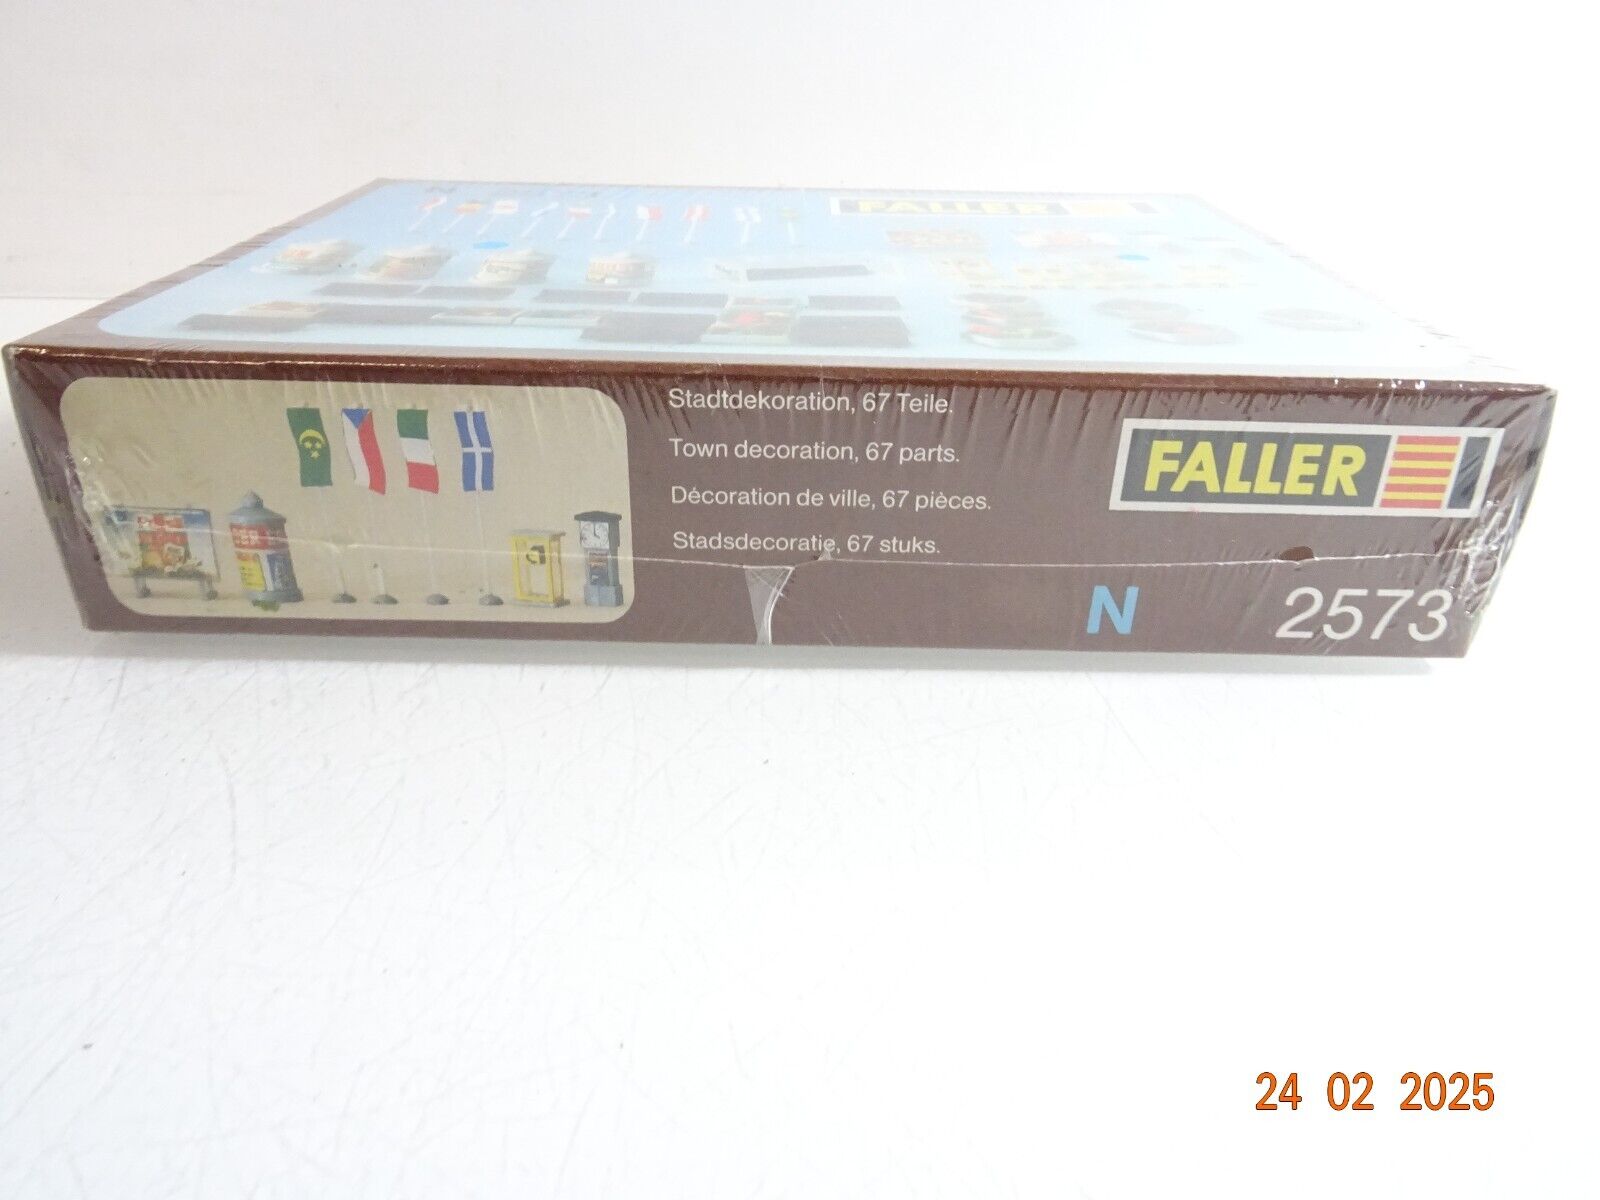 N
FALLER
Stadtdekoration, 67 Teile.
Town decoration, 67 parts.
Décoration de ville, 67 pièces.
Stadsdecoratie, 67 stuks.
FALLER
N 2573
24 02 2025